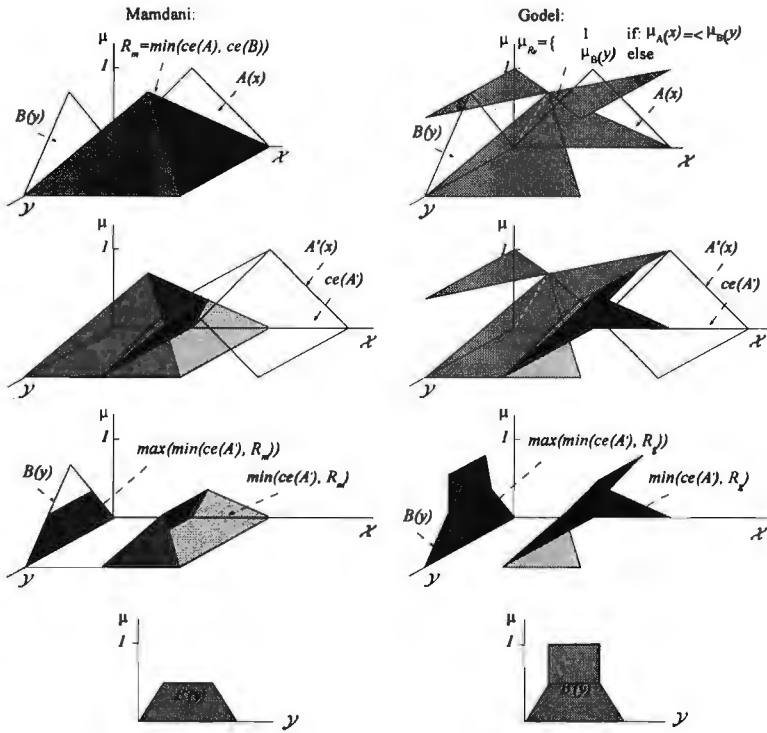 Mamdani:
μ
R_m=min(ce(A), ce(B))
1
A(x)
B(y)
x
y
Godel:
μ
μ_Rg={ 1 if: μ_A(x)=< μ_B(y)
μ_B(y) else
1
A(x)
B(y)
x
y
μ
1
A'(x)
ce(A')
x
y
μ
1
A'(x)
ce(A')
x
y
μ
1
max(min(ce(A'), R_m))
B(y)
min(ce(A'), R_m)
x
y
μ
1
max(min(ce(A'), R_g))
min(ce(A'), R_g)
B(y)
x
y
μ
1
B'(y)
y
μ
1
B'(y)
y